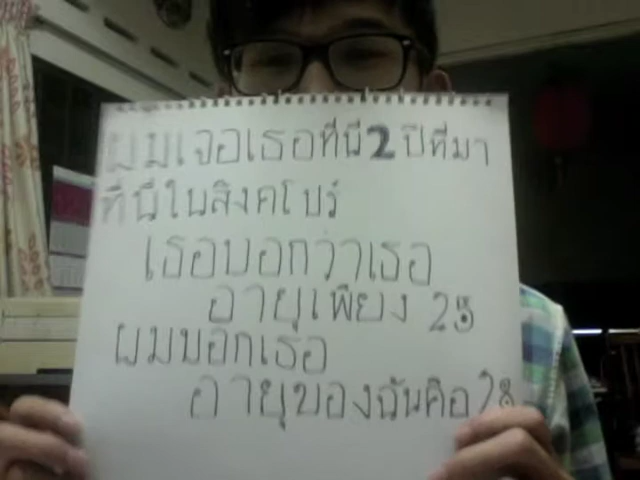 ผมเจอเธอที่นี่ 2 ปีที่มา
ที่นี่ในสิงคโปร์
เธอบอกว่าเธอ
อายุเพียง 25
ผมบอกเธอ
อายุของฉันคือ 28